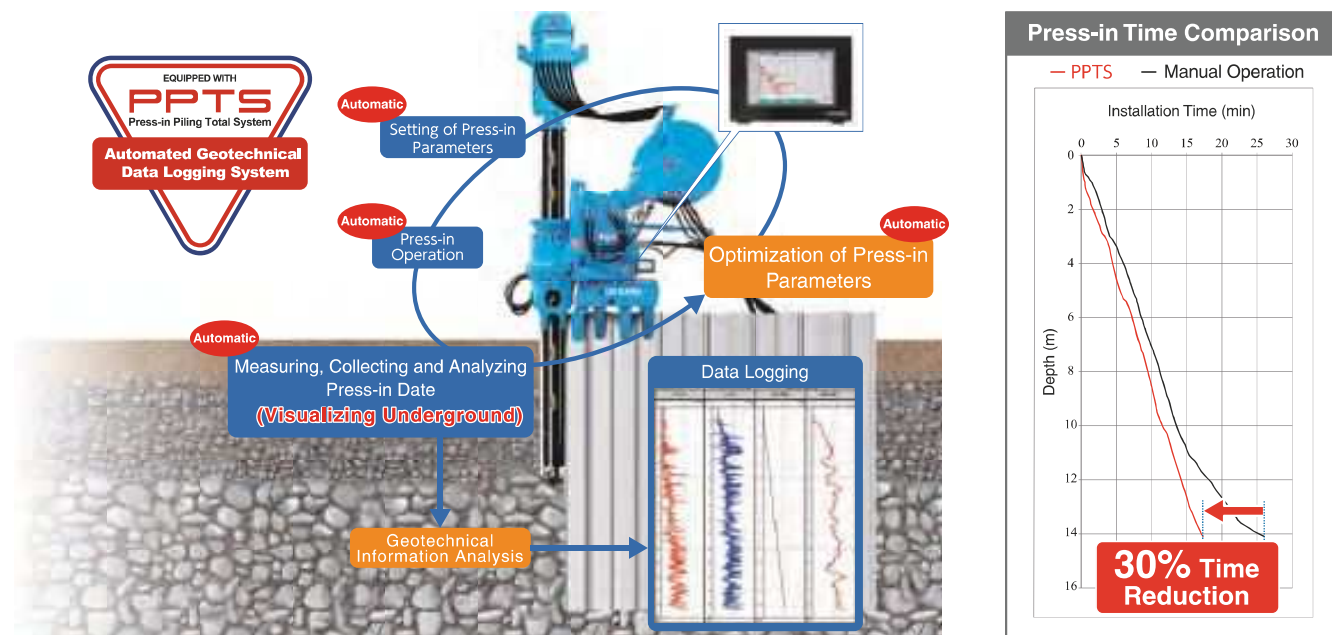 EQUIPPED WITH
PPTS
Press-in Piling Total System
Automated Geotechnical
Data Logging System
Automatic
Setting of Press-in
Parameters
Automatic
Press-in
Operation
Automatic
Optimization of Press-in
Parameters
Automatic
Measuring, Collecting and Analyzing
Press-in Date
(Visualizing Underground)
Geotechnical
Information Analysis
Data Logging
Press-in Time Comparison
PPTS
Manual Operation
Installation Time (min)
0 5 10 15 20 25 30
Depth (m)
0
2
4
6
8
10
12
14
16
30% Time
Reduction